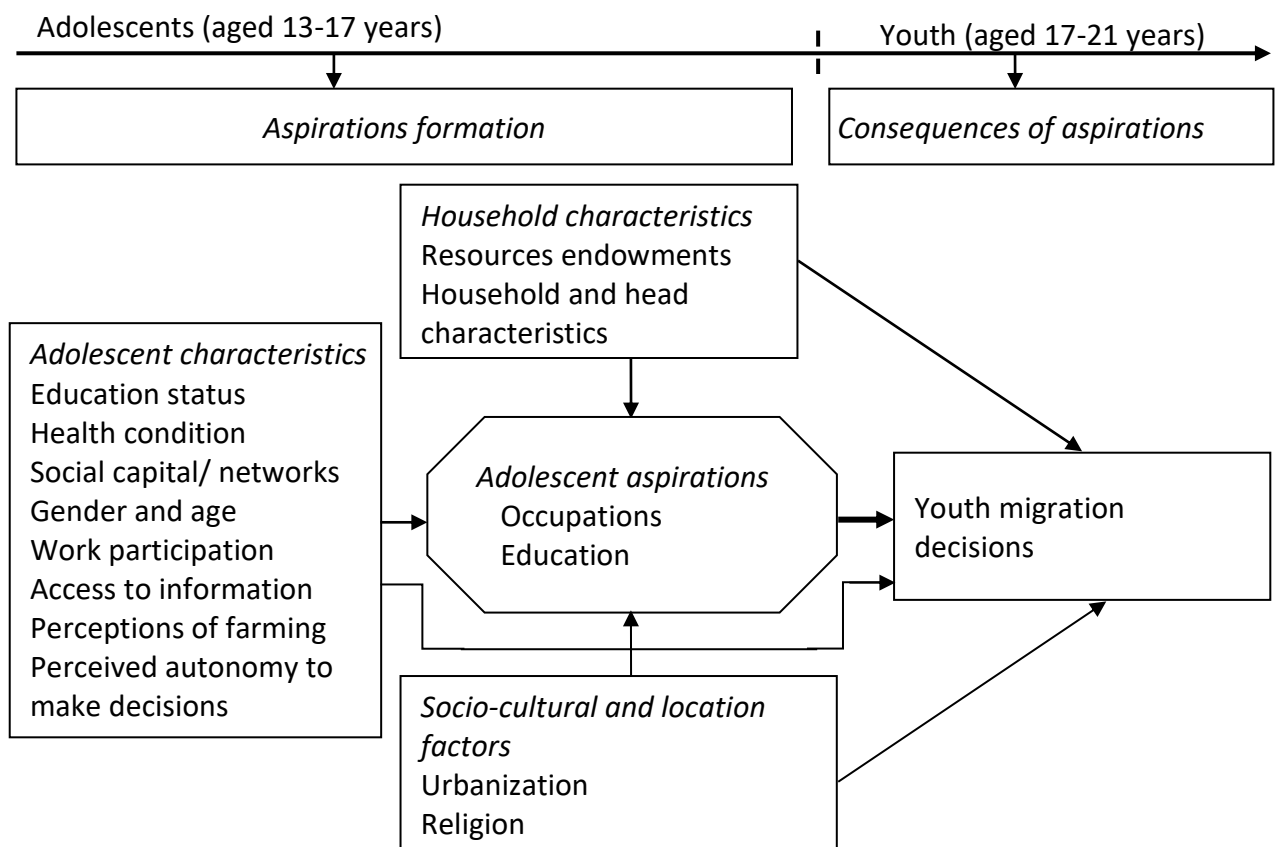 Adolescents (aged 13-17 years)
Youth (aged 17-21 years)
Aspirations formation
Consequences of aspirations
Household characteristics
Resources endowments
Household and head
characteristics
Adolescent characteristics
Education status
Health condition
Social capital/ networks
Gender and age
Work participation
Access to information
Perceptions of farming
Perceived autonomy to
make decisions
Adolescent aspirations
Occupations
Education
Youth migration
decisions
Socio-cultural and location
factors
Urbanization
Religion